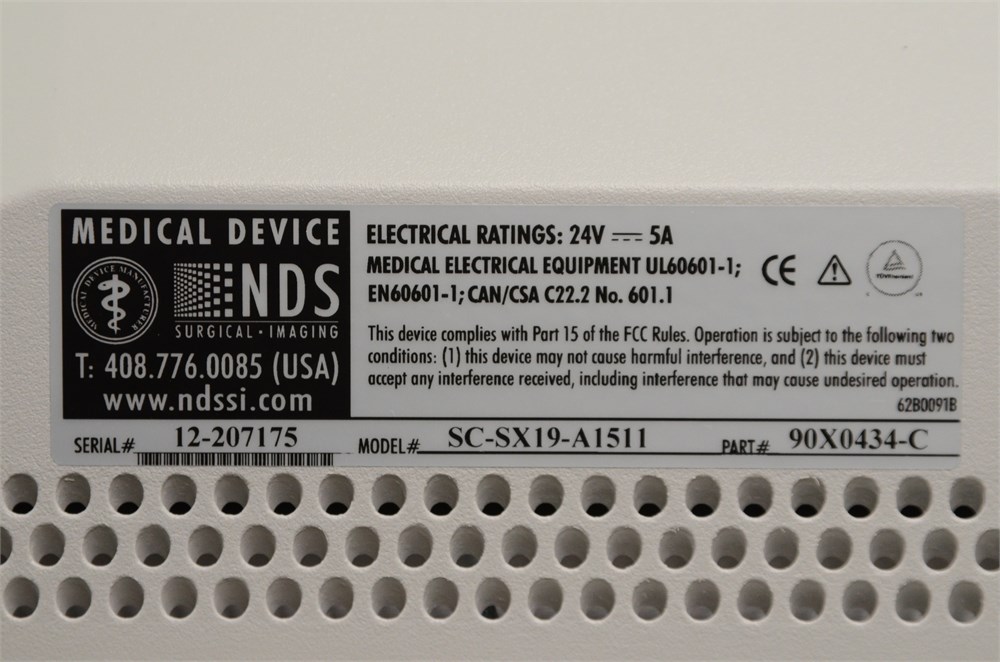 MEDICAL DEVICE
MEDICAL DEVICE MANUFACTURER
NDS
SURGICAL · IMAGING
T: 408.776.0085 (USA)
www.ndssi.com
ELECTRICAL RATINGS: 24V ⎓ 5A
MEDICAL ELECTRICAL EQUIPMENT UL60601-1;
EN60601-1; CAN/CSA C22.2 No. 601.1
CE
This device complies with Part 15 of the FCC Rules. Operation is subject to the following two
conditions: (1) this device may not cause harmful interference, and (2) this device must
accept any interference received, including interference that may cause undesired operation.
62B0091B
SERIAL# 12-207175
MODEL# SC-SX19-A1511
PART# 90X0434-C